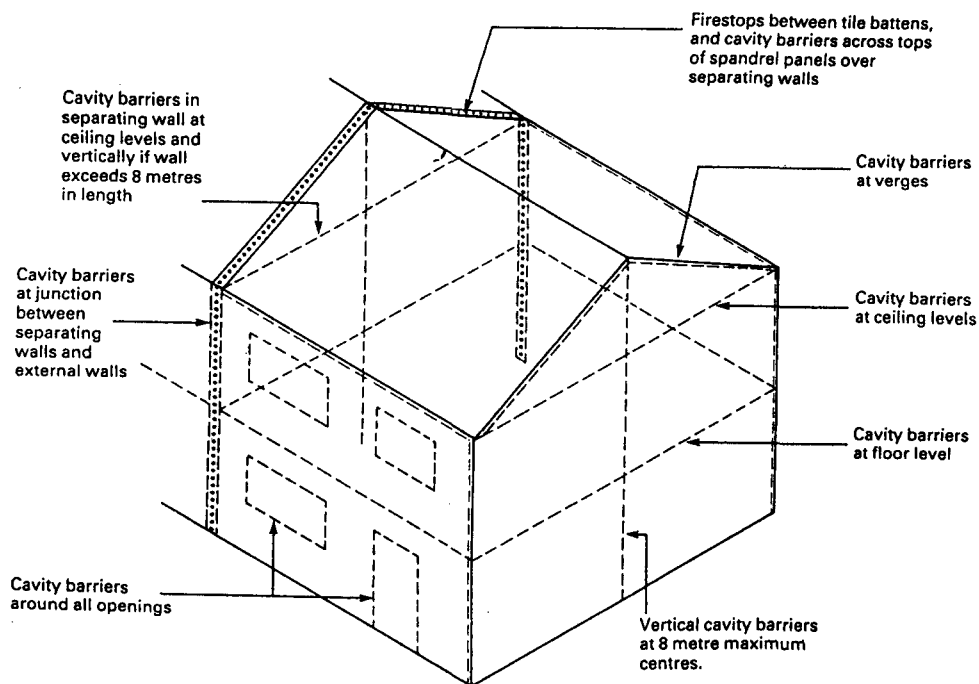 Firestops between tile battens,
and cavity barriers across tops
of spandrel panels over
separating walls
Cavity barriers in
separating wall at
ceiling levels and
vertically if wall
exceeds 8 metres
in length
Cavity barriers
at verges
Cavity barriers
at junction
between
separating
walls and
external walls
Cavity barriers
at ceiling levels
Cavity barriers
at floor level
Cavity barriers
around all openings
Vertical cavity barriers
at 8 metre maximum
centres.